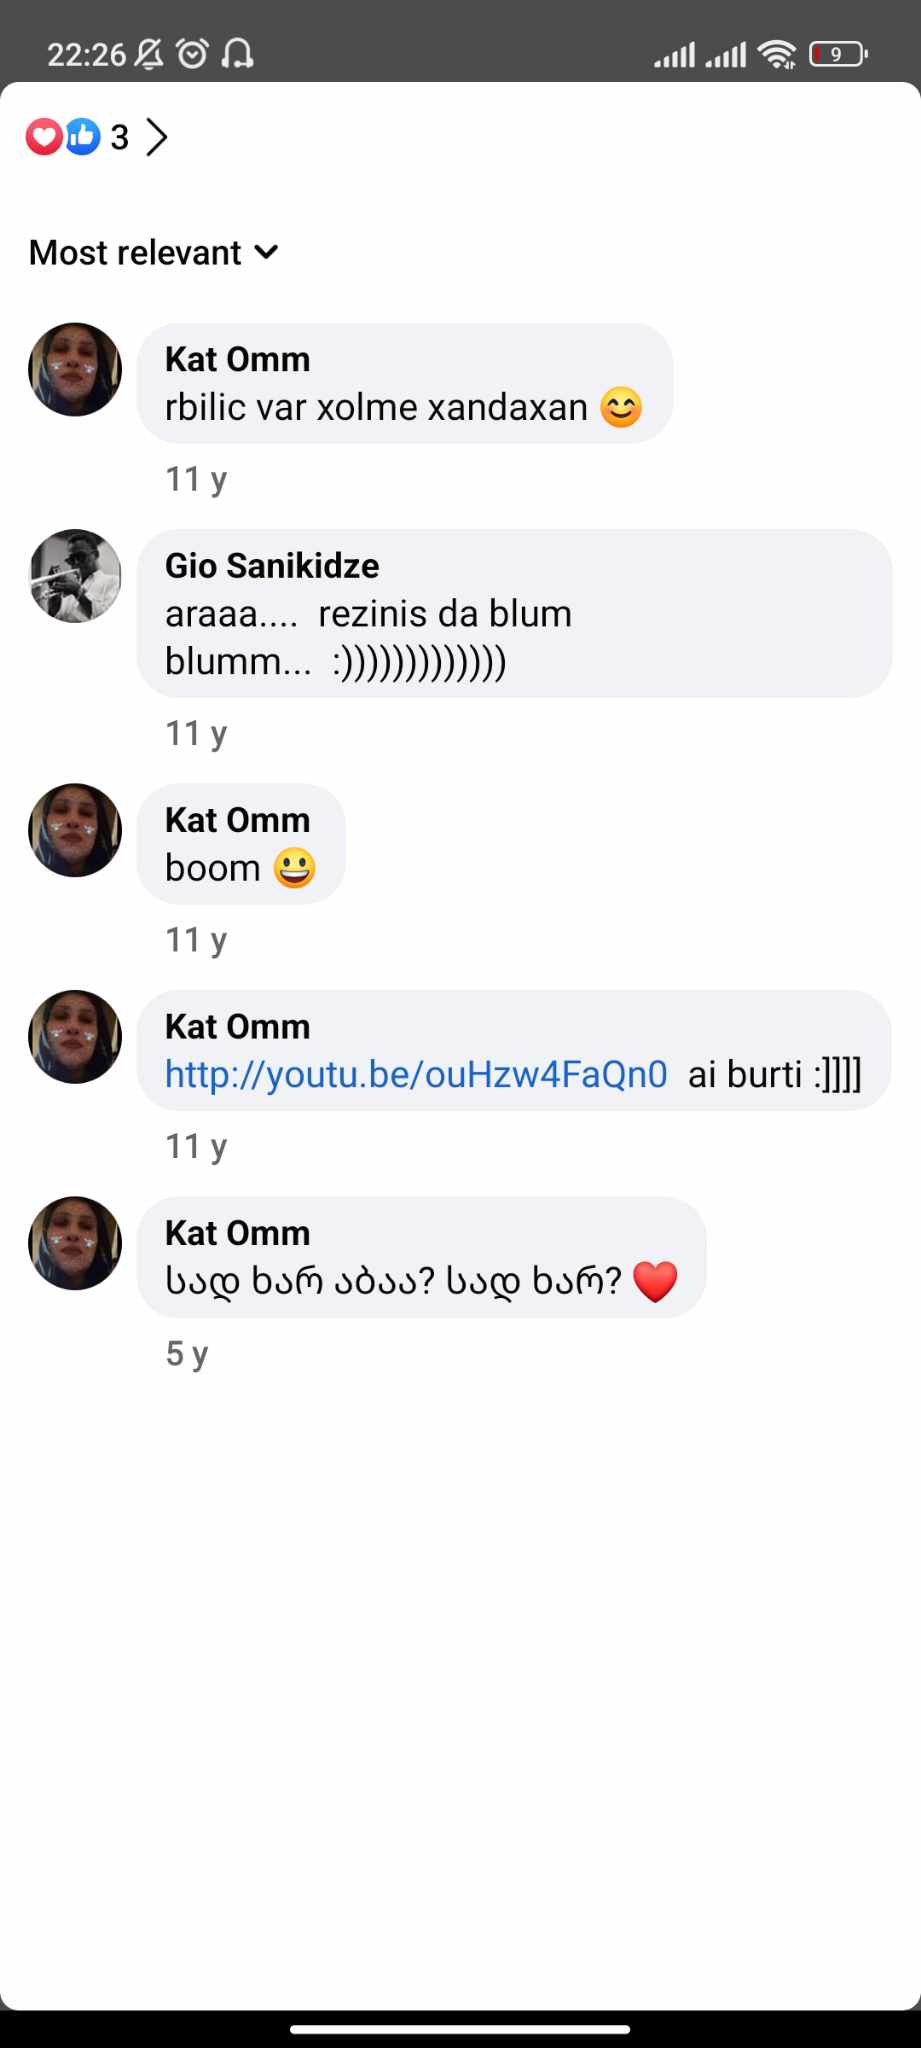 22:26
9
3
Most relevant
Kat Omm
rbilic var xolme xandaxan 😊
11 y
Gio Sanikidze
araaa.... rezinis da blum
blumm... :)))))))))))))
11 y
Kat Omm
boom 😀
11 y
Kat Omm
http://youtu.be/ouHzw4FaQn0 ai burti :]]]]
11 y
Kat Omm
სად ხარ აბაა? სად ხარ? ❤️
5 y